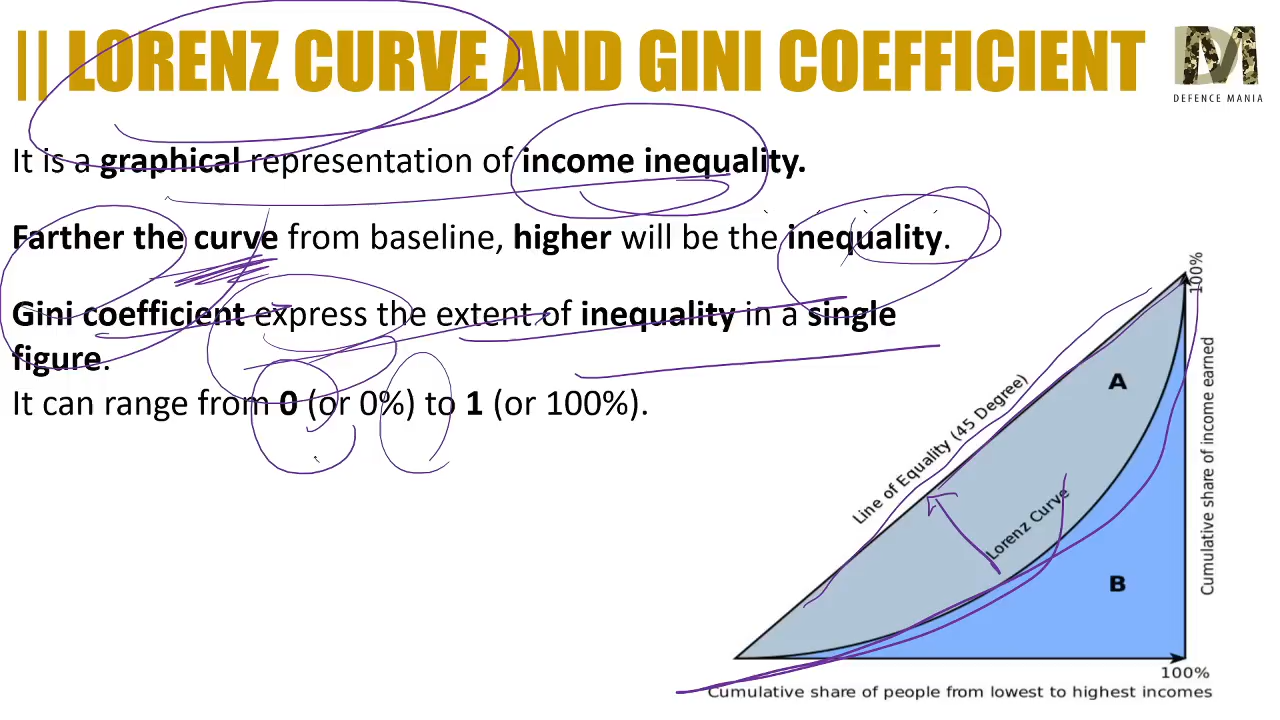 || LORENZ CURVE AND GINI COEFFICIENT
DM
DEFENCE MANIA
It is a graphical representation of income inequality.
Farther the curve from baseline, higher will be the inequality.
Gini coefficient express the extent of inequality in a single
figure.
It can range from 0 (or 0%) to 1 (or 100%).
100%
Cumulative share of income earned
A
Line of Equality (45 Degree)
Lorenz Curve
B
100%
Cumulative share of people from lowest to highest incomes